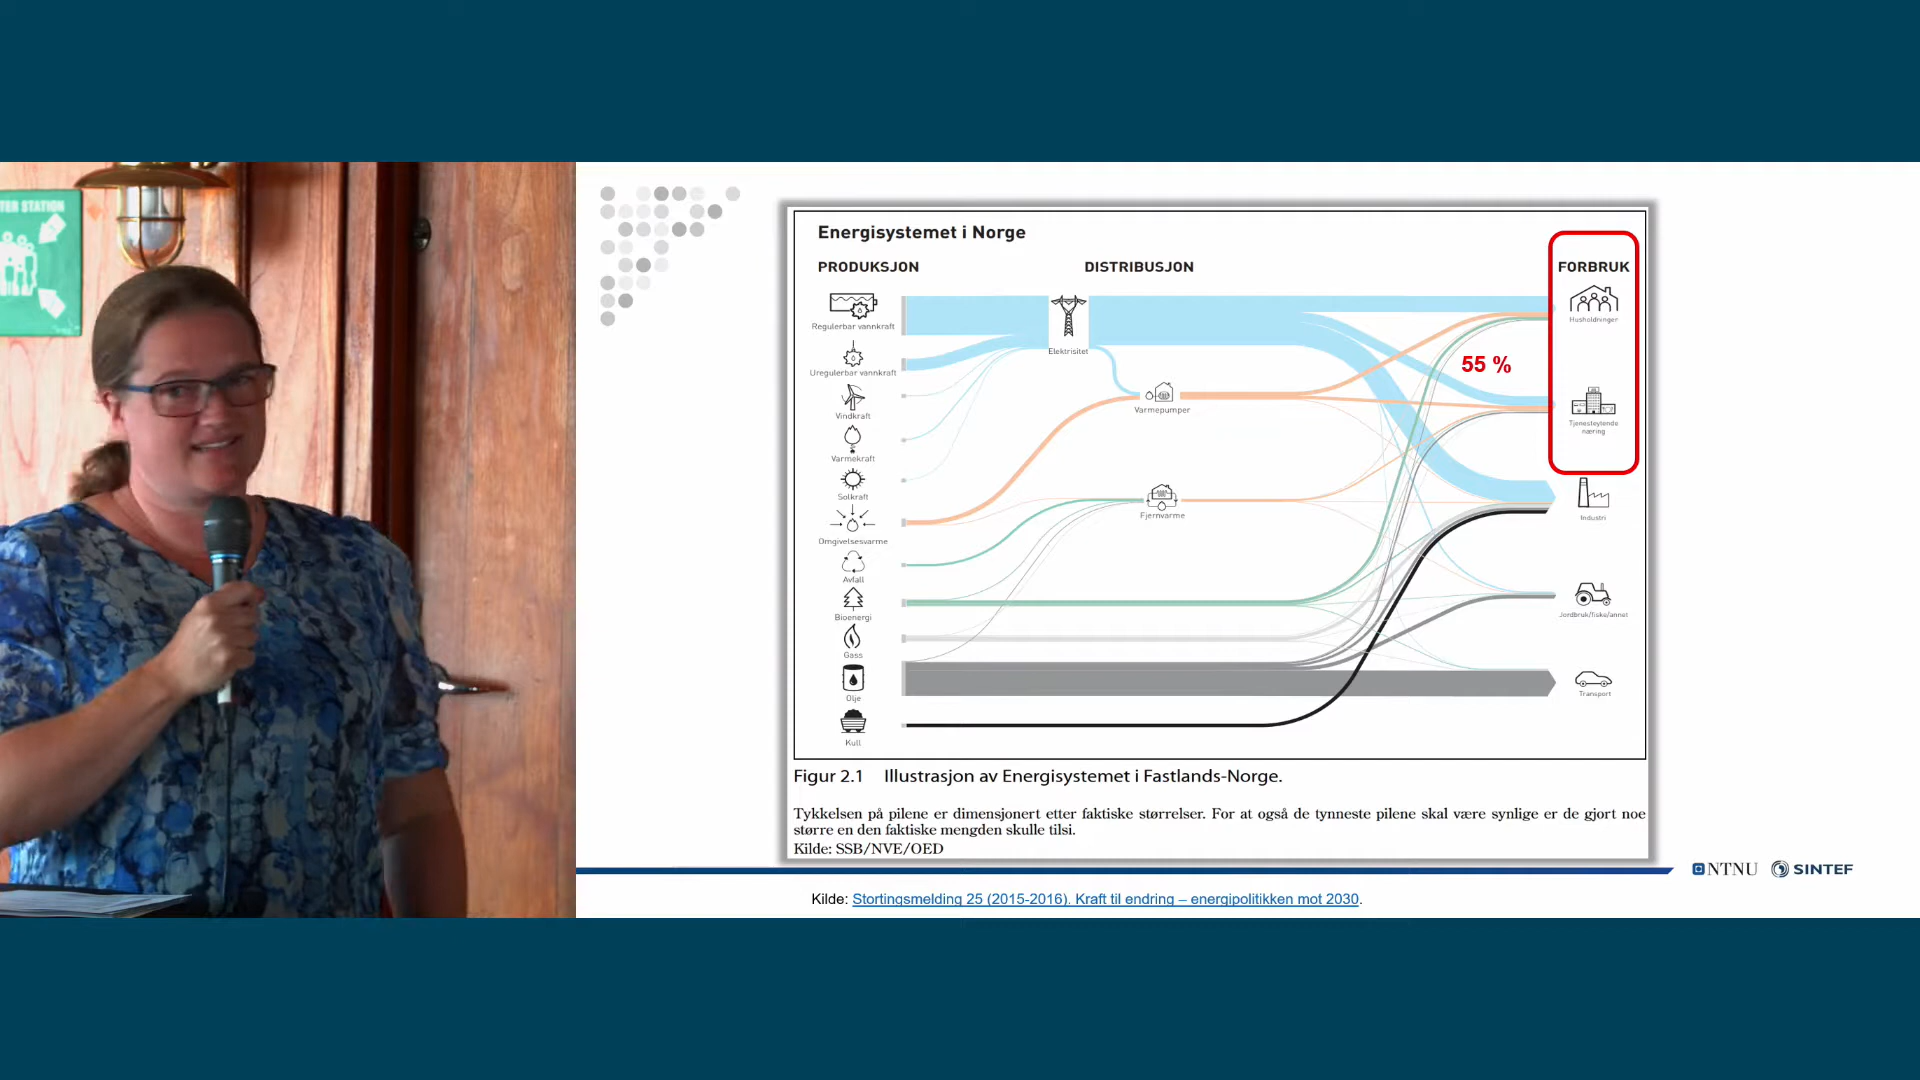 TER STATION
Energisystemet i Norge
PRODUKSJON
DISTRIBUSJON
FORBRUK
Regulerbar vannkraft
Uregulerbar vannkraft
Vindkraft
Varmekraft
Solkraft
Omgivelsesvarme
Avfall
Bioenergi
Gass
Olje
Kull
Elektrisitet
Varmepumper
Fjernvarme
55 %
Husholdninger
Tjenesteytende
næring
Industri
Jordbruk/fiske/annet
Transport
Figur 2.1 Illustrasjon av Energisystemet i Fastlands-Norge.
Tykkelsen på pilene er dimensjonert etter faktiske størrelser. For at også de tynneste pilene skal være synlige er de gjort noe
større en den faktiske mengden skulle tilsi.
Kilde: SSB/NVE/OED
NTNU SINTEF
Kilde: Stortingsmelding 25 (2015-2016). Kraft til endring – energipolitikken mot 2030.